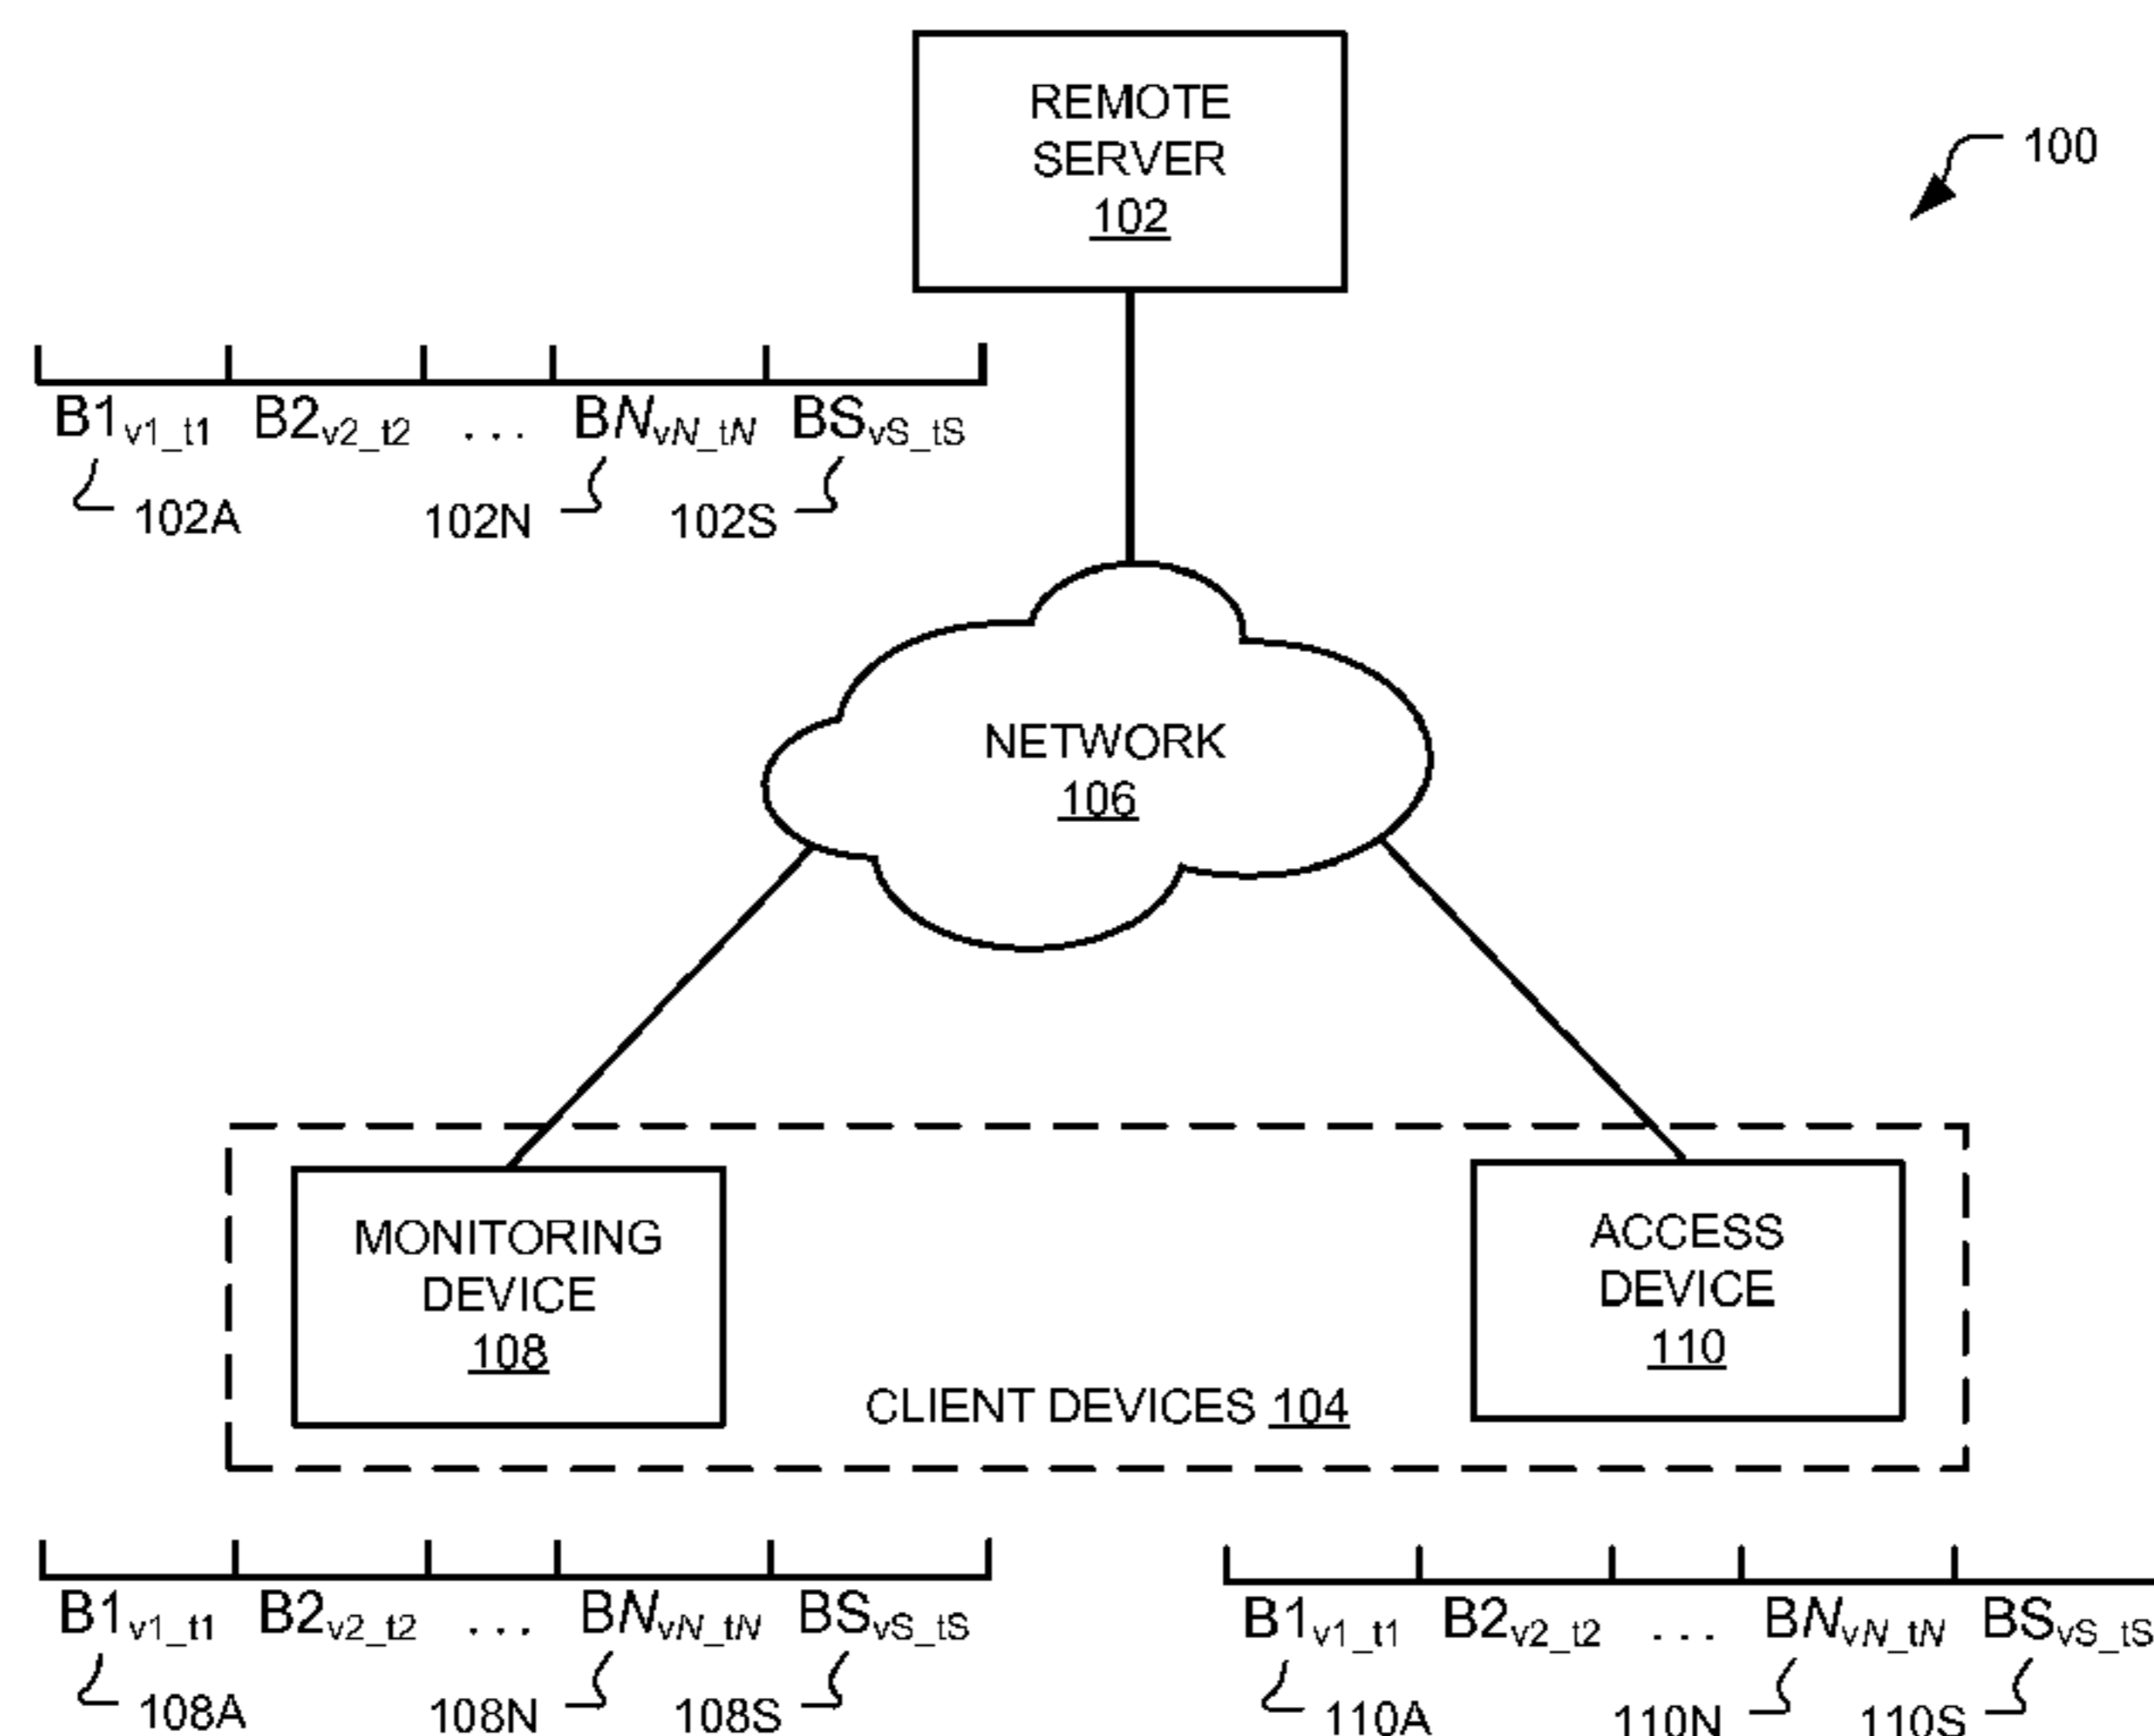 REMOTE
SERVER
102
100
B1v1_t1 B2v2_t2 ... BNvN_tN BSvS_tS
102A 102N 102S
NETWORK
106
MONITORING
DEVICE
108
ACCESS
DEVICE
110
CLIENT DEVICES 104
B1v1_t1 B2v2_t2 ... BNvN_tN BSvS_tS
108A 108N 108S
B1v1_t1 B2v2_t2 ... BNvN_tN BSvS_tS
110A 110N 110S